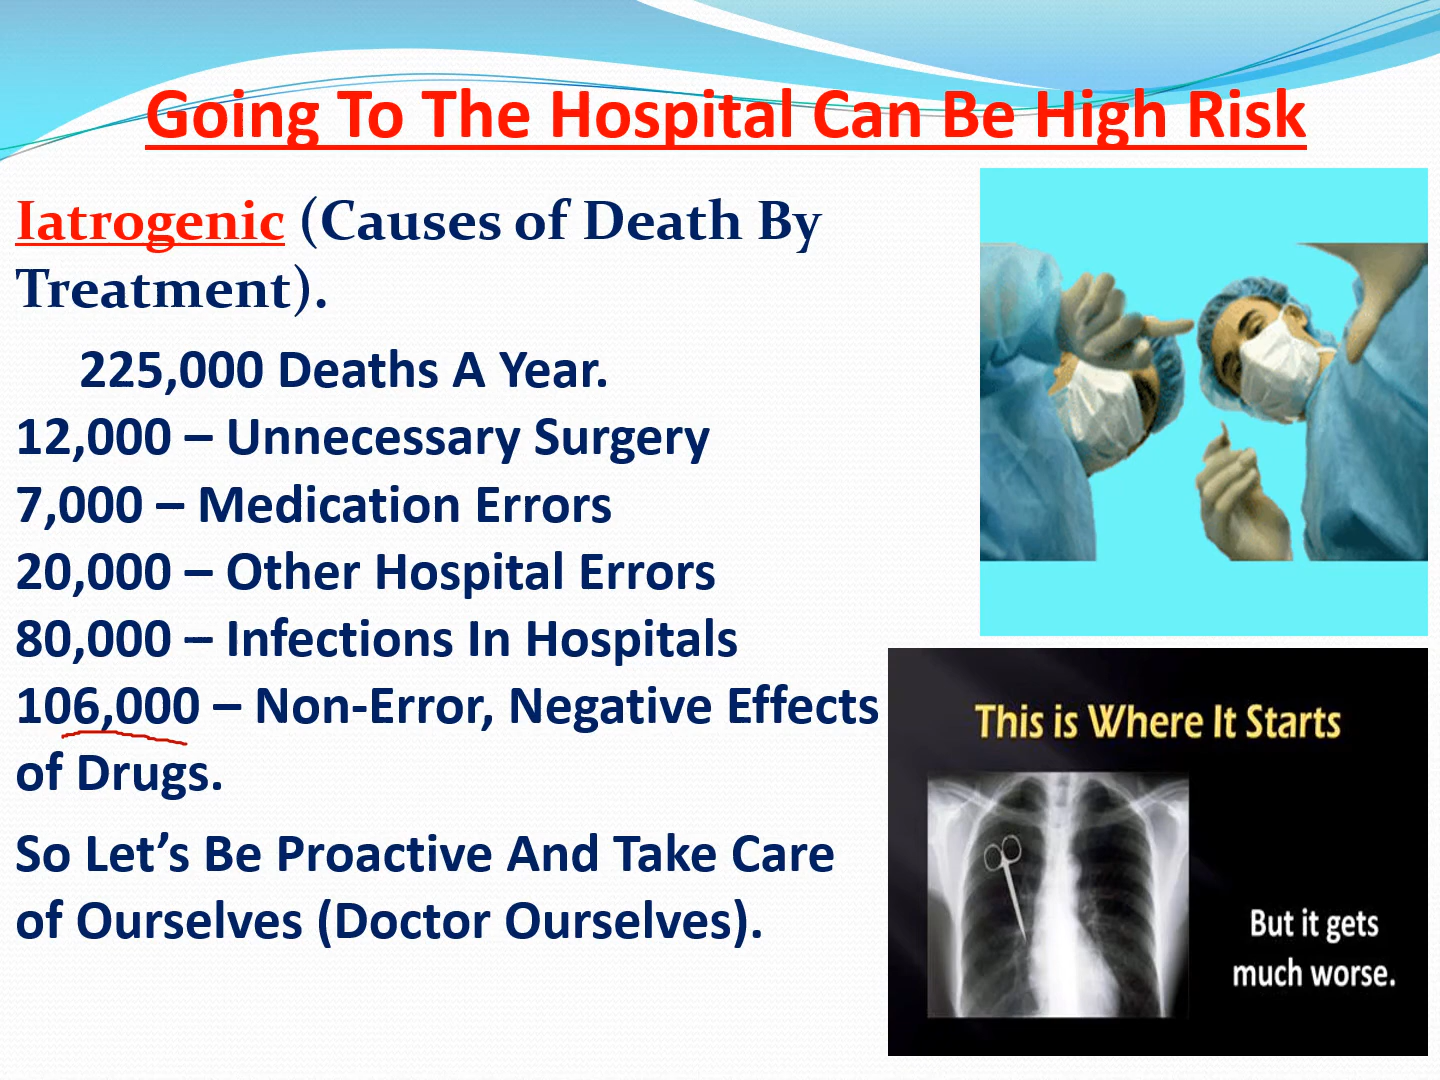 Going To The Hospital Can Be High Risk
Iatrogenic (Causes of Death By
Treatment).
225,000 Deaths A Year.
12,000 – Unnecessary Surgery
7,000 – Medication Errors
20,000 – Other Hospital Errors
80,000 – Infections In Hospitals
106,000 – Non-Error, Negative Effects
of Drugs.
So Let’s Be Proactive And Take Care
of Ourselves (Doctor Ourselves).
This is Where It Starts
But it gets
much worse.